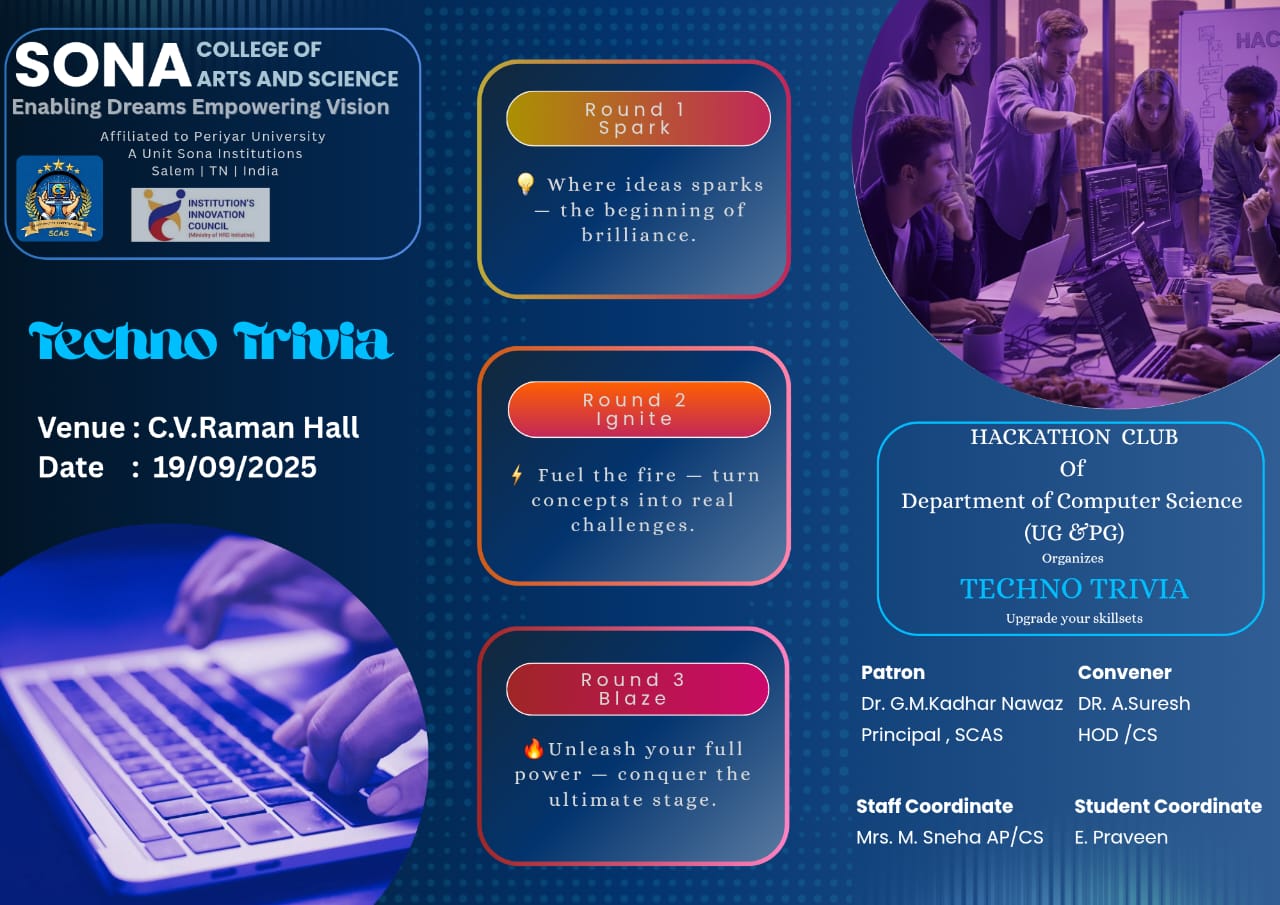 SONA COLLEGE OF
ARTS AND SCIENCE
Enabling Dreams Empowering Vision
Affiliated to Periyar University
A Unit Sona Institutions
Salem | TN | India
CS
SCAS
INSTITUTION'S
INNOVATION
COUNCIL
(Ministry of HRD Initiative)
Techno Trivia
Venue : C.V.Raman Hall
Date : 19/09/2025
Round 1
Spark
💡 Where ideas sparks
— the beginning of
brilliance.
Round 2
Ignite
⚡ Fuel the fire — turn
concepts into real
challenges.
Round 3
Blaze
🔥Unleash your full
power — conquer the
ultimate stage.
HAC
HACKATHON CLUB
Of
Department of Computer Science
(UG &PG)
Organizes
TECHNO TRIVIA
Upgrade your skillsets
Patron
Dr. G.M.Kadhar Nawaz
Principal , SCAS
Convener
DR. A.Suresh
HOD /CS
Staff Coordinate
Mrs. M. Sneha AP/CS
Student Coordinate
E. Praveen